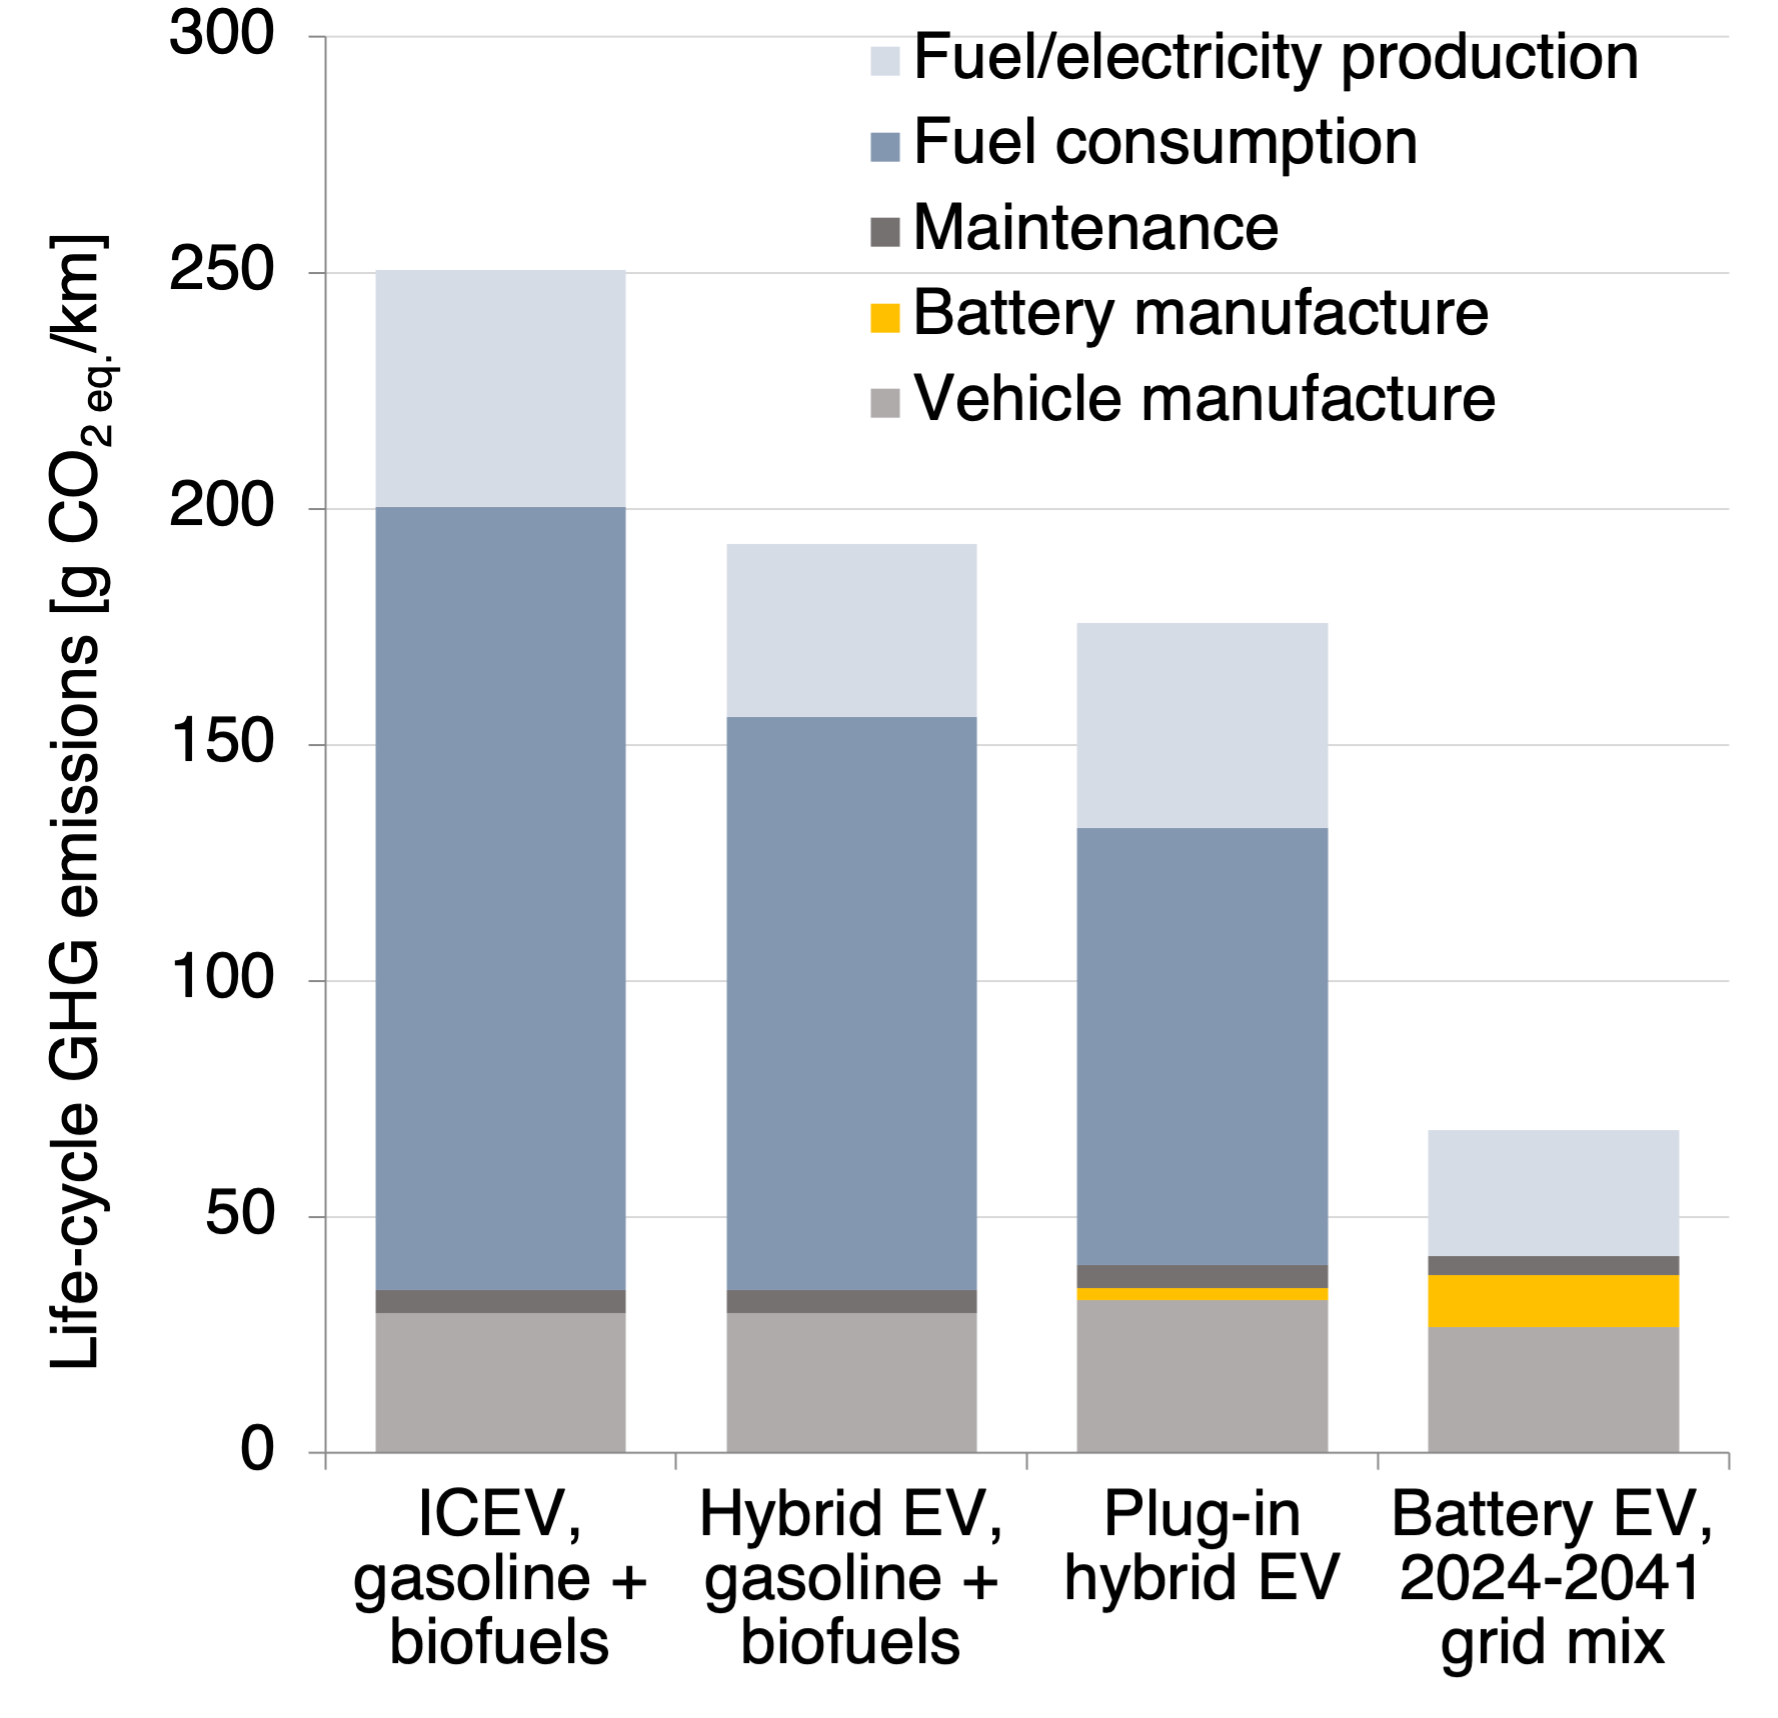 Life-cycle GHG emissions [g CO2 eq./km]
300
250
200
150
100
50
0
Fuel/electricity production
Fuel consumption
Maintenance
Battery manufacture
Vehicle manufacture
ICEV,
gasoline +
biofuels
Hybrid EV,
gasoline +
biofuels
Plug-in
hybrid EV
Battery EV,
2024-2041
grid mix